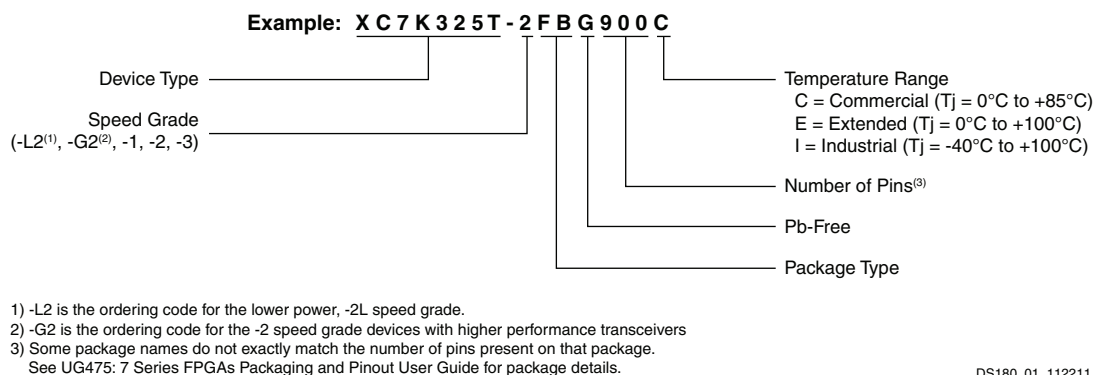 Example: XC7K325T-2FBG900C
Device Type
Speed Grade
(-L2(1), -G2(2), -1, -2, -3)
Temperature Range
C = Commercial (Tj = 0°C to +85°C)
E = Extended (Tj = 0°C to +100°C)
I = Industrial (Tj = -40°C to +100°C)
Number of Pins(3)
Pb-Free
Package Type
1) -L2 is the ordering code for the lower power, -2L speed grade.
2) -G2 is the ordering code for the -2 speed grade devices with higher performance transceivers
3) Some package names do not exactly match the number of pins present on that package.
See UG475: 7 Series FPGAs Packaging and Pinout User Guide for package details.
DS180_01_112211